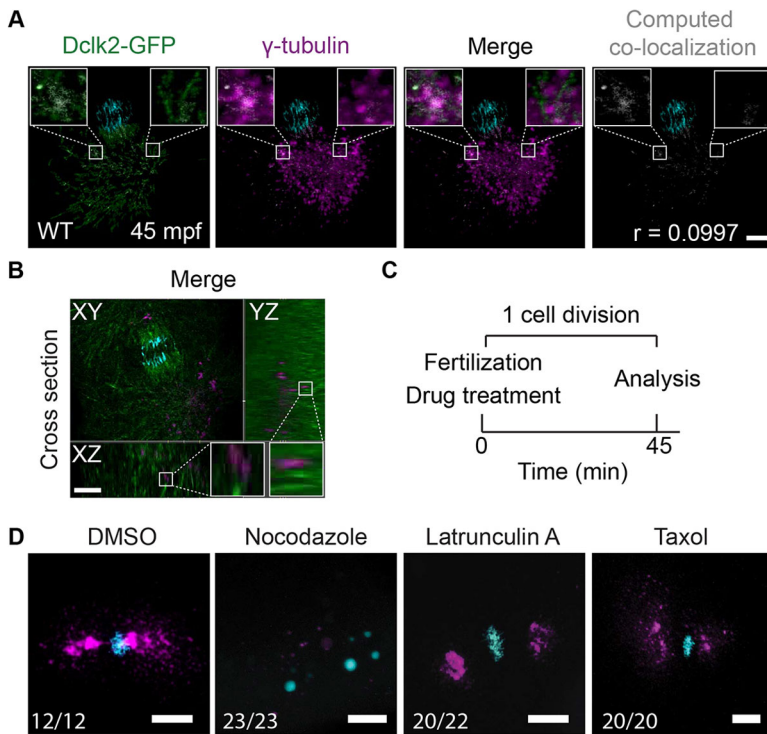 A
Dclk2-GFP
γ-tubulin
Merge
Computed
co-localization
WT
45 mpf
r = 0.0997
B
Merge
Cross section
XY
YZ
XZ
C
1 cell division
Fertilization
Drug treatment
Analysis
0
45
Time (min)
D
DMSO
Nocodazole
Latrunculin A
Taxol
12/12
23/23
20/22
20/20